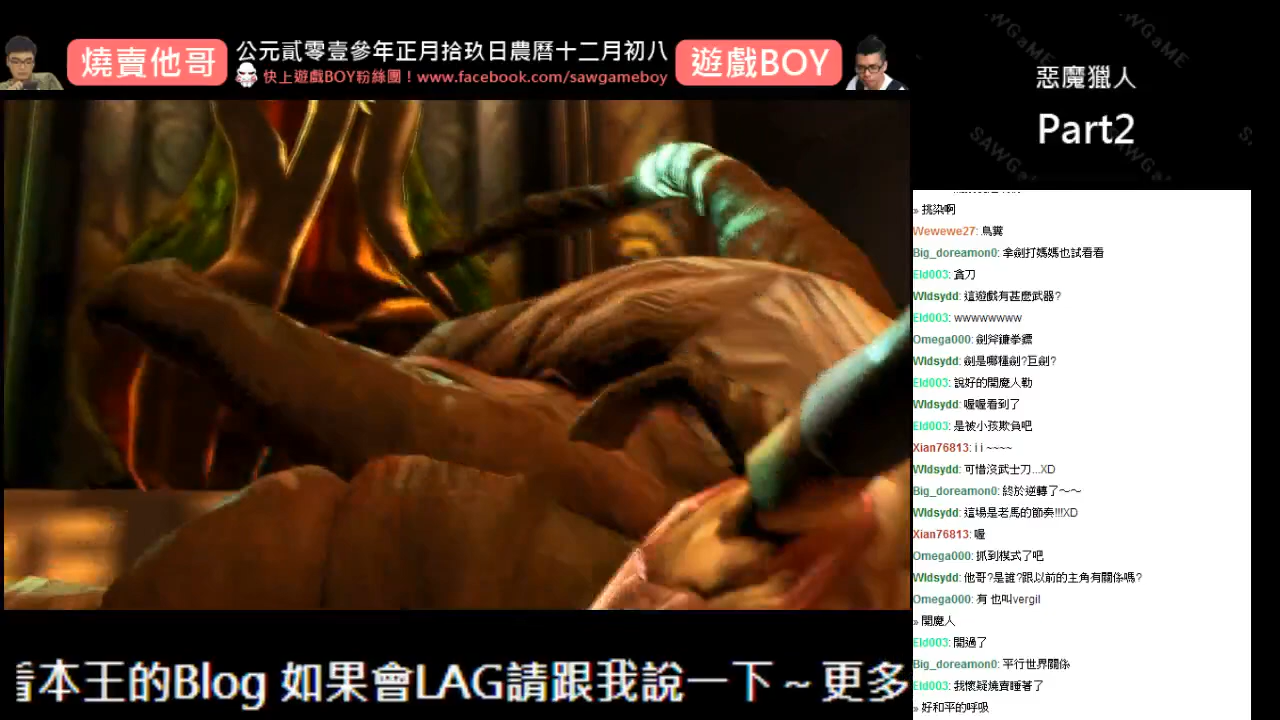 燒賣他哥
公元貳零壹參年正月拾玖日農曆十二月初八
快上遊戲BOY粉絲團！www.facebook.com/sawgameboy
遊戲BOY
惡魔獵人
Part2
SAWGaME
» 挑染啊
Wewewe27: 鳥糞
Big_doreamon0: 拿劍打媽媽也試看看
Eld003: 貪刀
Wldsydd: 這遊戲有甚麼武器?
Eld003: wwwwwwww
Omega000: 劍斧鐮拳鏢
Wldsydd: 劍是哪種劍?巨劍?
Eld003: 說好的閹魔人勒
Wldsydd: 喔喔看到了
Eld003: 是被小孩欺負吧
Xian76813: i i ~~~~
Wldsydd: 可惜沒武士刀...XD
Big_doreamon0: 終於逆轉了～～
Wldsydd: 這場是老馬的節奏!!!XD
Xian76813: 喔
Omega000: 抓到模式了吧
Wldsydd: 他哥?是誰?跟以前的主角有關係嗎?
Omega000: 有 也叫vergil
» 閹魔人
Eld003: 開過了
Big_doreamon0: 平行世界關係
Eld003: 我懷疑燒賣睡著了
» 好和平的呼吸
本王的Blog 如果會LAG請跟我說一下 ~ 更多